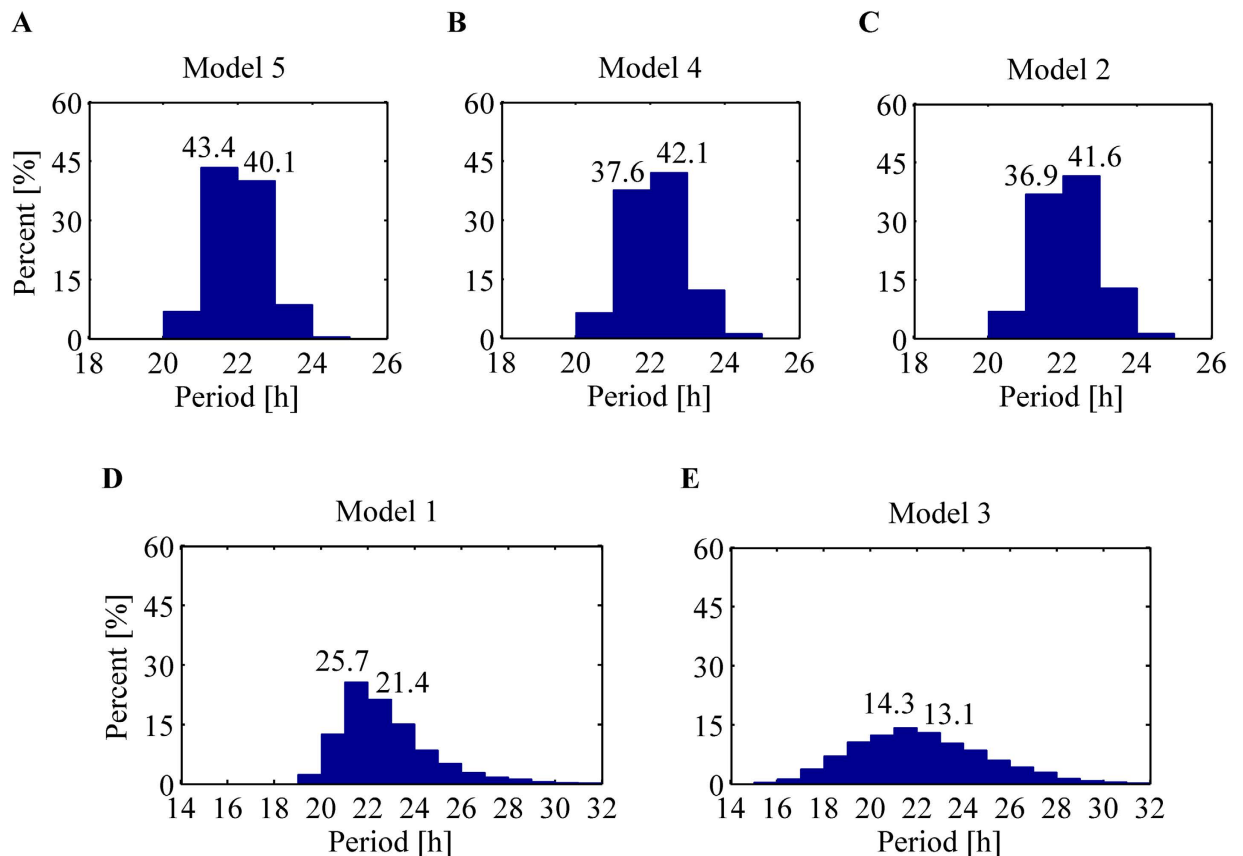 A
Model 5
Percent [%]
60
45
30
15
0
43.4
40.1
18 20 22 24 26
Period [h]
B
Model 4
60
45
30
15
0
37.6
42.1
18 20 22 24 26
Period [h]
C
Model 2
60
45
30
15
0
36.9
41.6
18 20 22 24 26
Period [h]
D
Model 1
Percent [%]
60
45
30
15
0
25.7
21.4
14 16 18 20 22 24 26 28 30 32
Period [h]
E
Model 3
60
45
30
15
0
14.3
13.1
14 16 18 20 22 24 26 28 30 32
Period [h]